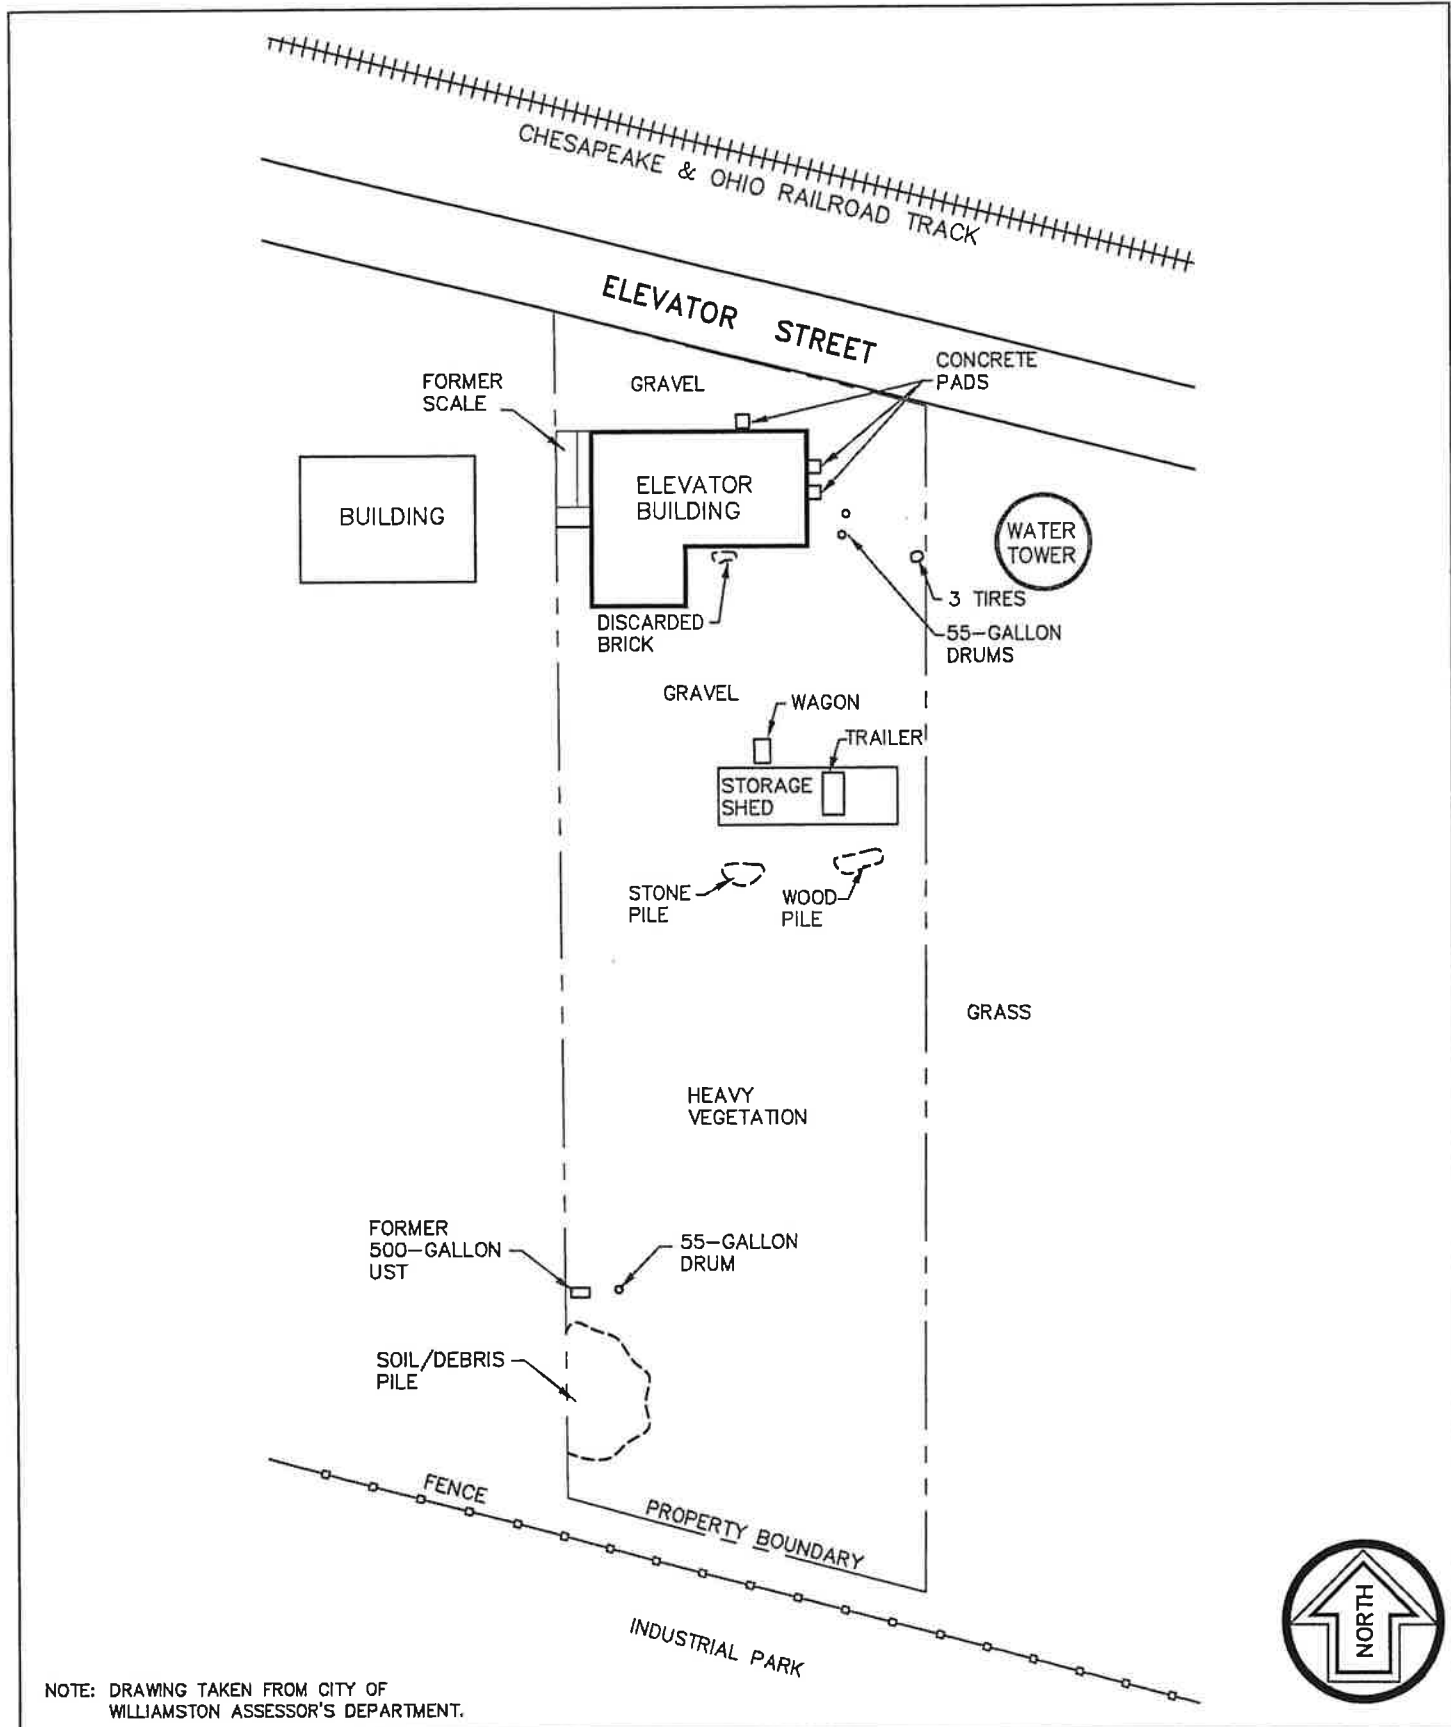 CHESAPEAKE & OHIO RAILROAD TRACK
ELEVATOR STREET
CONCRETE
PADS
FORMER
SCALE
GRAVEL
BUILDING
ELEVATOR
BUILDING
WATER
TOWER
3 TIRES
55-GALLON
DRUMS
DISCARDED
BRICK
GRAVEL
WAGON
TRAILER
STORAGE
SHED
STONE
PILE
WOOD
PILE
GRASS
HEAVY
VEGETATION
FORMER
500-GALLON
UST
55-GALLON
DRUM
SOIL/DEBRIS
PILE
FENCE
PROPERTY BOUNDARY
INDUSTRIAL PARK
NORTH
NOTE: DRAWING TAKEN FROM CITY OF
WILLIAMSTON ASSESSOR'S DEPARTMENT.